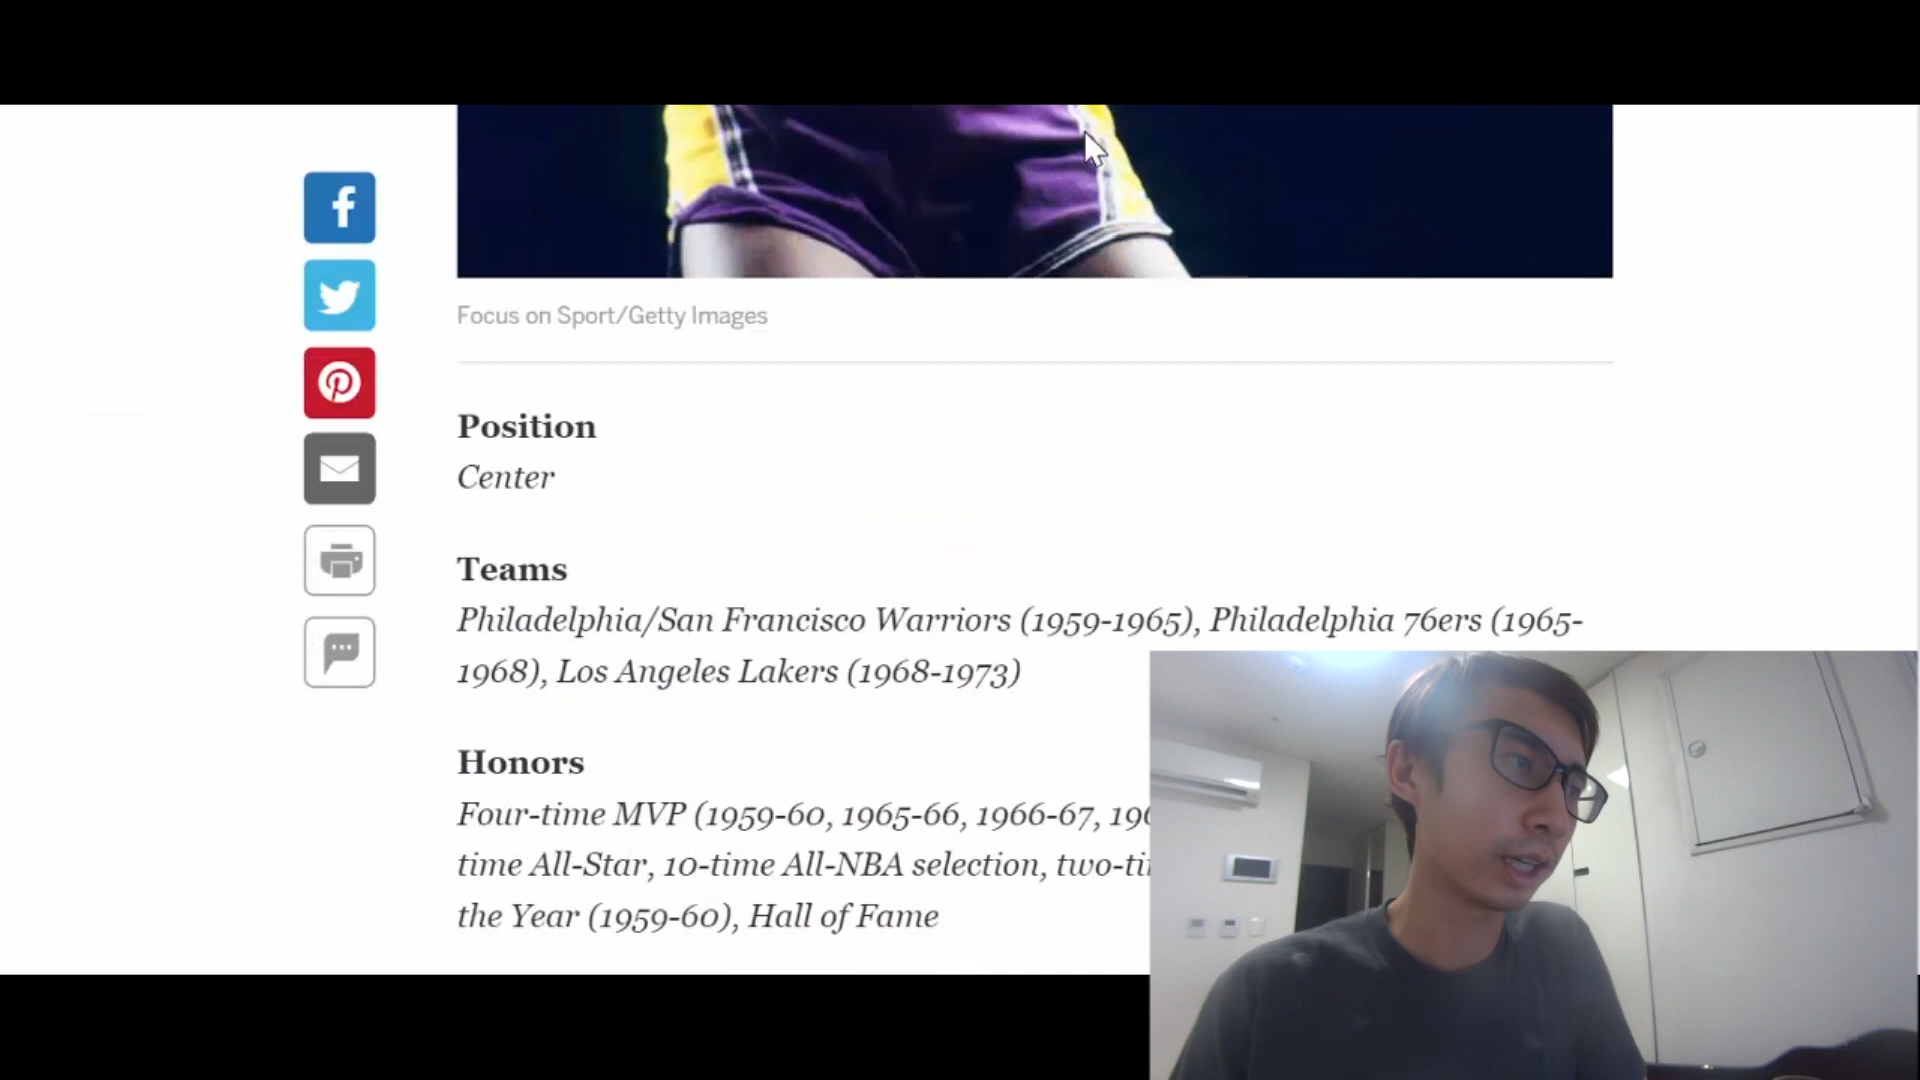 Focus on Sport/Getty Images
Position
Center
Teams
Philadelphia/San Francisco Warriors (1959-1965), Philadelphia 76ers (1965-
1968), Los Angeles Lakers (1968-1973)
Honors
Four-time MVP (1959-60, 1965-66, 1966-67,
time All-Star, 10-time All-NBA selection,
the Year (1959-60), Hall of Fame